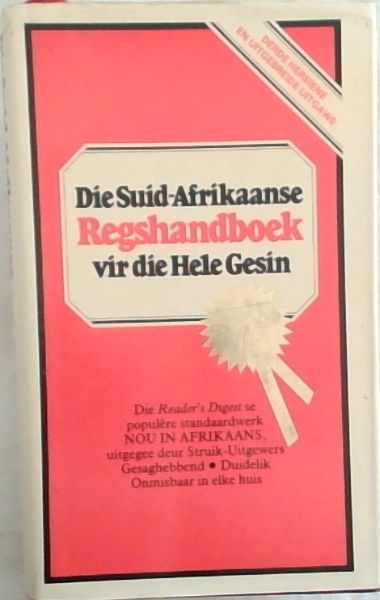 DERDE HERSIENE
EN UITGEBREIDE UITGAWE
Die Suid-Afrikaanse
Regshandboek
vir die Hele Gesin
Die Reader's Digest se
populêre standaardwerk
NOU IN AFRIKAANS,
uitgegee deur Struik-Uitgewers
Gesaghebbend • Duidelik
Onmisbaar in elke huis